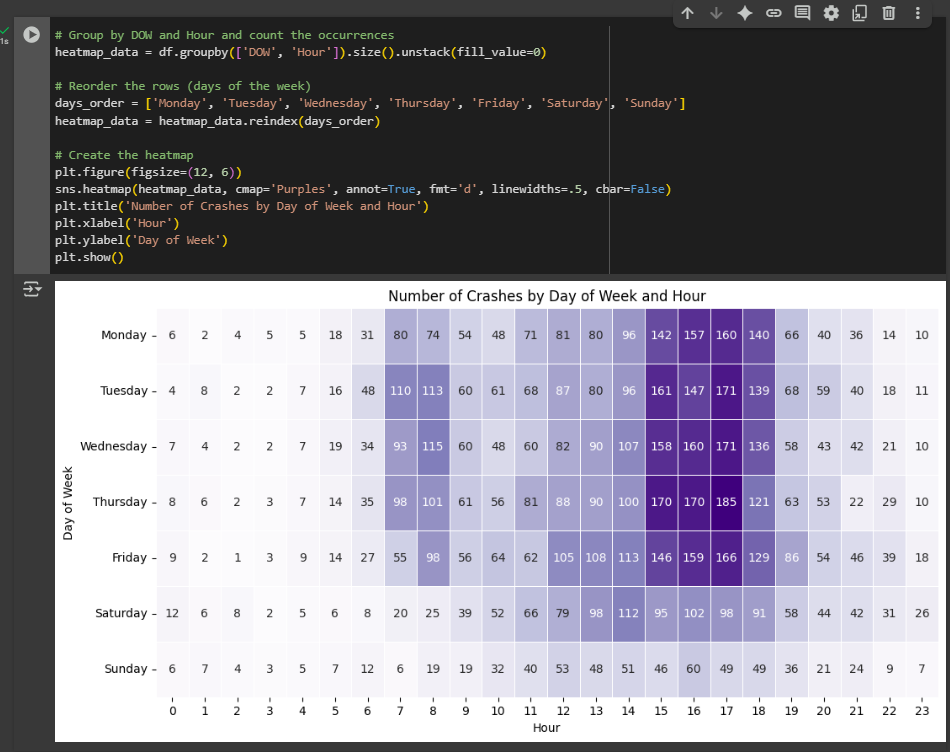 1s
# Group by DOW and Hour and count the occurrences
heatmap_data = df.groupby(['DOW', 'Hour']).size().unstack(fill_value=0)
# Reorder the rows (days of the week)
days_order = ['Monday', 'Tuesday', 'Wednesday', 'Thursday', 'Friday', 'Saturday', 'Sunday']
heatmap_data = heatmap_data.reindex(days_order)
# Create the heatmap
plt.figure(figsize=(12, 6))
sns.heatmap(heatmap_data, cmap='Purples', annot=True, fmt='d', linewidths=.5, cbar=False)
plt.title('Number of Crashes by Day of Week and Hour')
plt.xlabel('Hour')
plt.ylabel('Day of Week')
plt.show()
Number of Crashes by Day of Week and Hour
Day of Week
Monday 6 2 4 5 5 18 31 80 74 54 48 71 81 80 96 142 157 160 140 66 40 36 14 10
Tuesday 4 8 2 2 7 16 48 110 113 60 61 68 87 80 96 161 147 171 139 68 59 40 18 11
Wednesday 7 4 2 2 7 19 34 93 115 60 48 60 82 90 107 158 160 171 136 58 43 42 21 10
Thursday 8 6 2 3 7 14 35 98 101 61 56 81 88 90 100 170 170 185 121 63 53 22 29 10
Friday 9 2 1 3 9 14 27 55 98 56 64 62 105 108 113 146 159 166 129 86 54 46 39 18
Saturday 12 6 8 2 5 6 8 20 25 39 52 66 79 98 112 95 102 98 91 58 44 42 31 26
Sunday 6 7 4 3 5 7 12 6 19 19 32 40 53 48 51 46 60 49 49 36 21 24 9 7
0 1 2 3 4 5 6 7 8 9 10 11 12 13 14 15 16 17 18 19 20 21 22 23
Hour